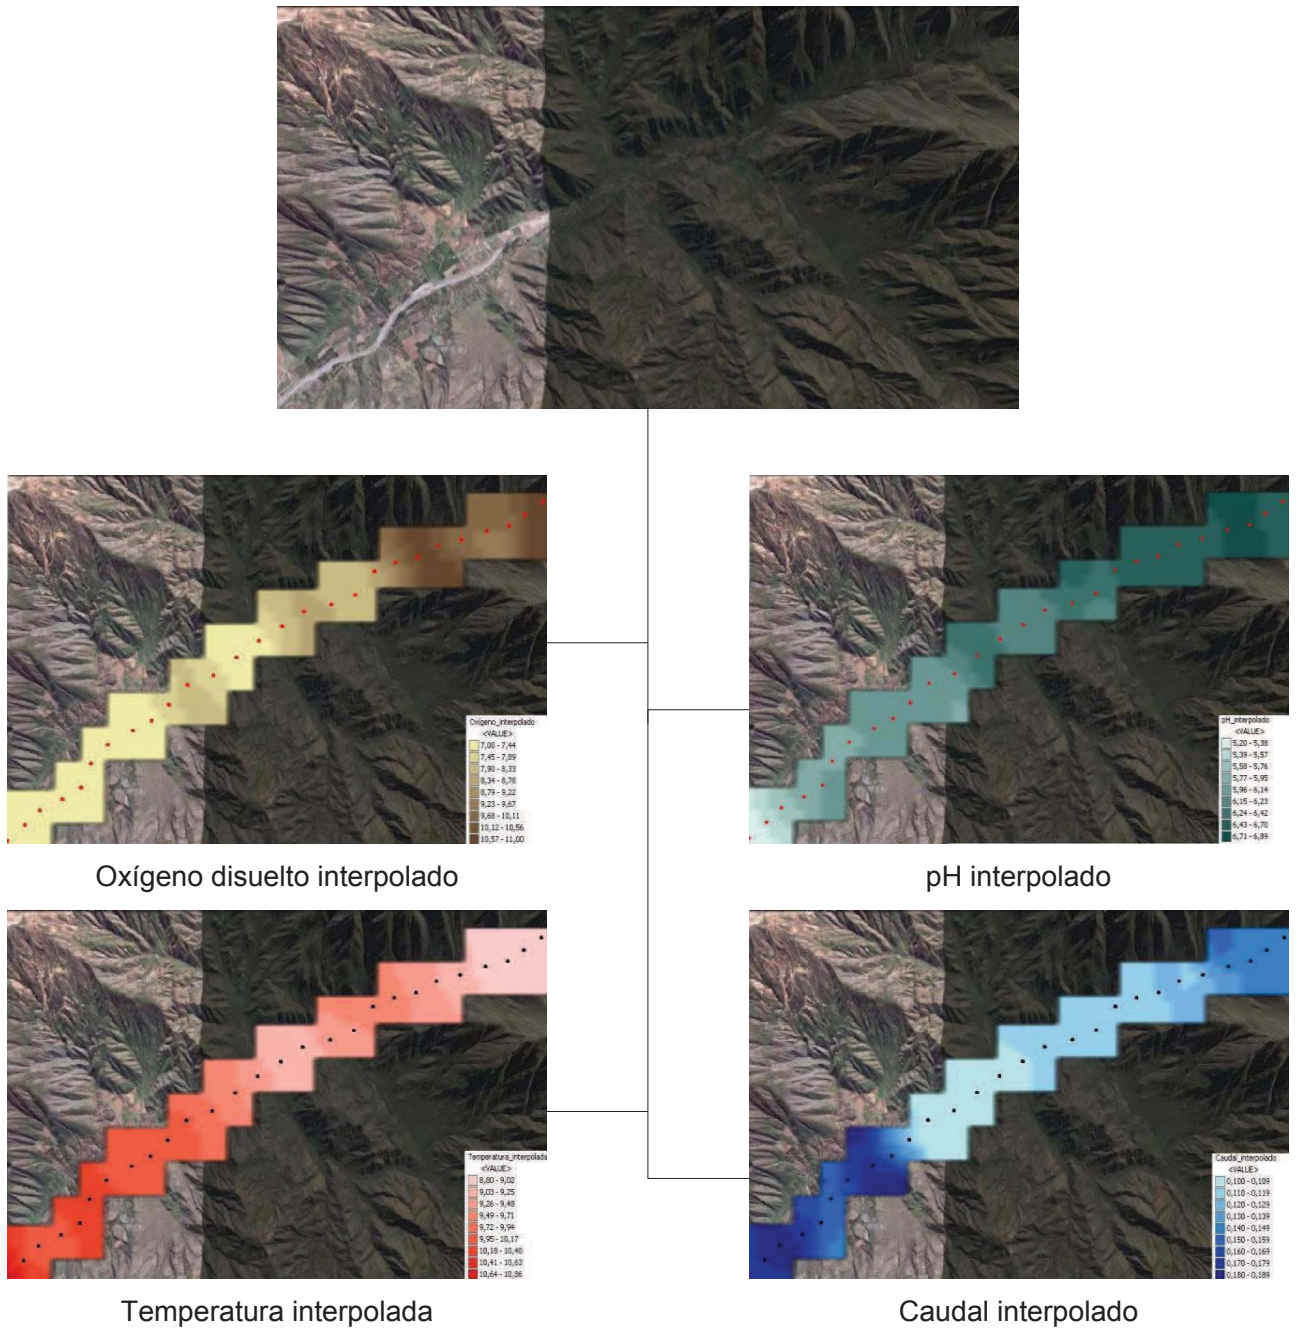 Oxígeno_interpolado
<VALUE>
7,00 - 7,44
7,45 - 7,89
7,90 - 8,33
8,34 - 8,78
8,79 - 9,22
9,23 - 9,67
9,68 - 10,11
10,12 - 10,56
10,57 - 11,00
Oxígeno disuelto interpolado
pH_interpolado
<VALUE>
5,20 - 5,38
5,39 - 5,57
5,58 - 5,76
5,77 - 5,95
5,96 - 6,14
6,15 - 6,23
6,24 - 6,42
6,43 - 6,70
6,71 - 6,89
pH interpolado
Temperatura_interpolada
<VALUE>
8,80 - 9,02
9,03 - 9,25
9,26 - 9,48
9,49 - 9,71
9,72 - 9,94
9,95 - 10,17
10,18 - 10,40
10,41 - 10,63
10,64 - 10,86
Temperatura interpolada
Caudal_interpolado
<VALUE>
0,100 - 0,109
0,110 - 0,119
0,120 - 0,129
0,130 - 0,139
0,140 - 0,149
0,150 - 0,159
0,160 - 0,169
0,170 - 0,179
0,180 - 0,189
Caudal interpolado